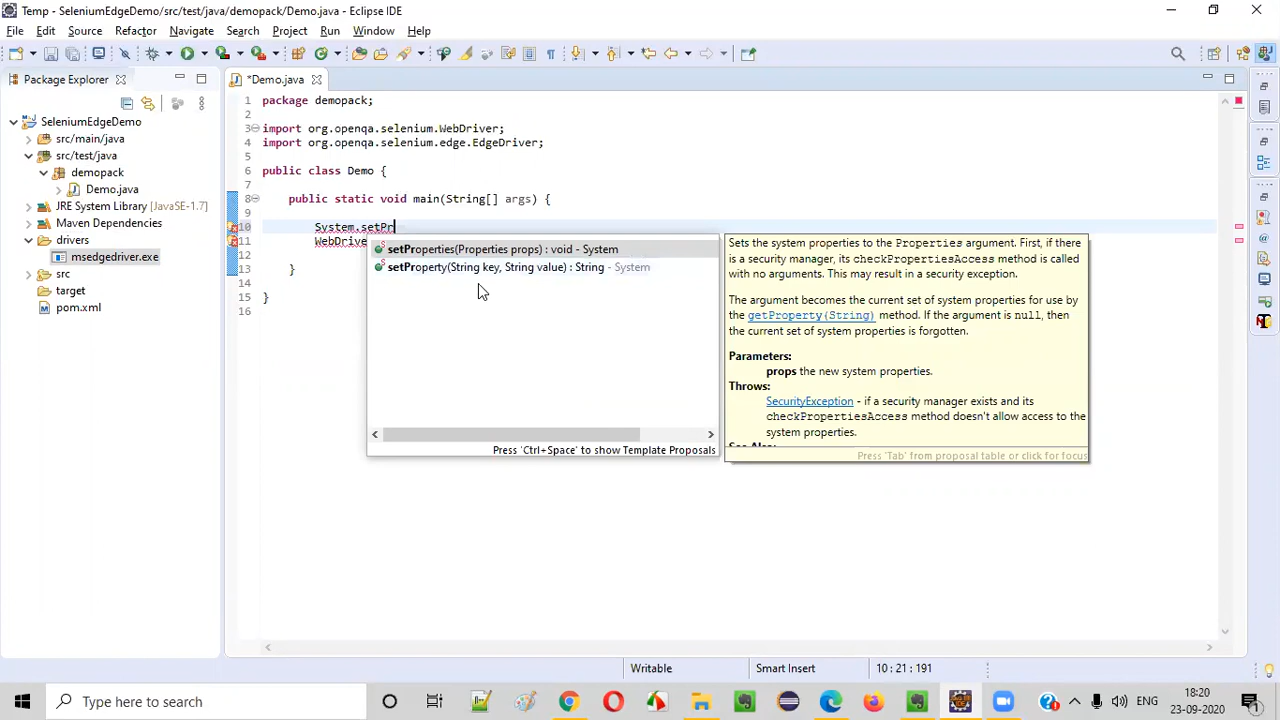 Temp - SeleniumEdgeDemo/src/test/java/demopack/Demo.java - Eclipse IDE
File Edit Source Refactor Navigate Search Project Run Window Help
Package Explorer
*Demo.java
SeleniumEdgeDemo
src/main/java
src/test/java
demopack
Demo.java
JRE System Library [JavaSE-1.7]
Maven Dependencies
drivers
msedgedriver.exe
src
target
pom.xml
1 package demopack;
2
3 import org.openqa.selenium.WebDriver;
4 import org.openqa.selenium.edge.EdgeDriver;
5
6 public class Demo {
7
8 public static void main(String[] args) {
9
10 System.setPr
11 WebDrive
12
13 }
14
15 }
16
setProperties(Properties props) : void - System
setProperty(String key, String value) : String - System
Press 'Ctrl+Space' to show Template Proposals
Sets the system properties to the Properties argument. First, if there
is a security manager, its checkPropertiesAccess method is called
with no arguments. This may result in a security exception.
The argument becomes the current set of system properties for use by
the getProperty(String) method. If the argument is null, then
the current set of system properties is forgotten.
Parameters:
props the new system properties.
Throws:
SecurityException - if a security manager exists and its
checkPropertiesAccess method doesn't allow access to the
system properties.
See Also:
Press 'Tab' from proposal table or click for focus
Writable Smart Insert 10 : 21 : 191
Type here to search
ENG
18:20
23-09-2020